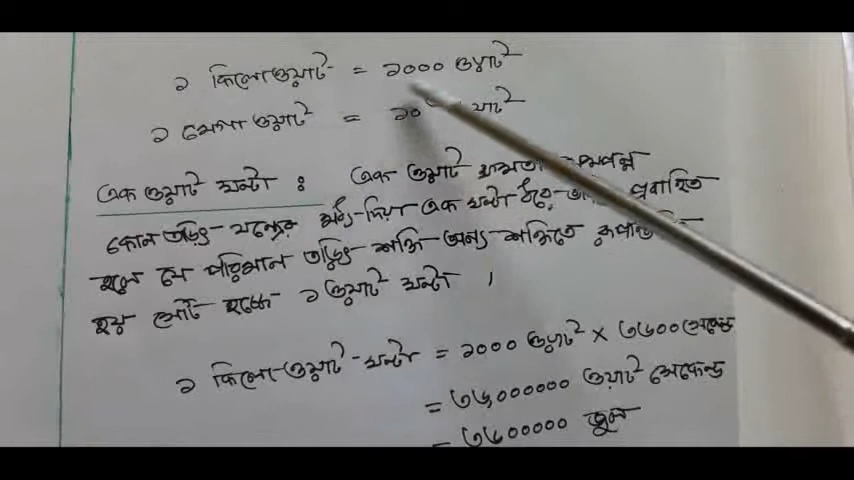 ১ কিলোওয়াট = ১০০০ ওয়াট
১ মেগাওয়াট = ১০ য়াট
এক ওয়াট ঘন্টা : এক ওয়াট ক্ষমতা সম্পন্ন
কোন তড়িৎ যন্ত্রের মধ্য দিয়া এক ঘন্টা ধরে প্রবাহিত
হলে যে পরিমান তড়িৎ শক্তি অন্য শক্তিতে রূপান্তরিত
হয় সেটি হচ্ছে ১ ওয়াট ঘন্টা ।
১ কিলো-ওয়াট-ঘন্টা = ১০০০ ওয়াট × ৩৬০০ সেকেন্ড
= ৩৬০০০০০ ওয়াট সেকেন্ড
= ৩৬০০০০০ জুল